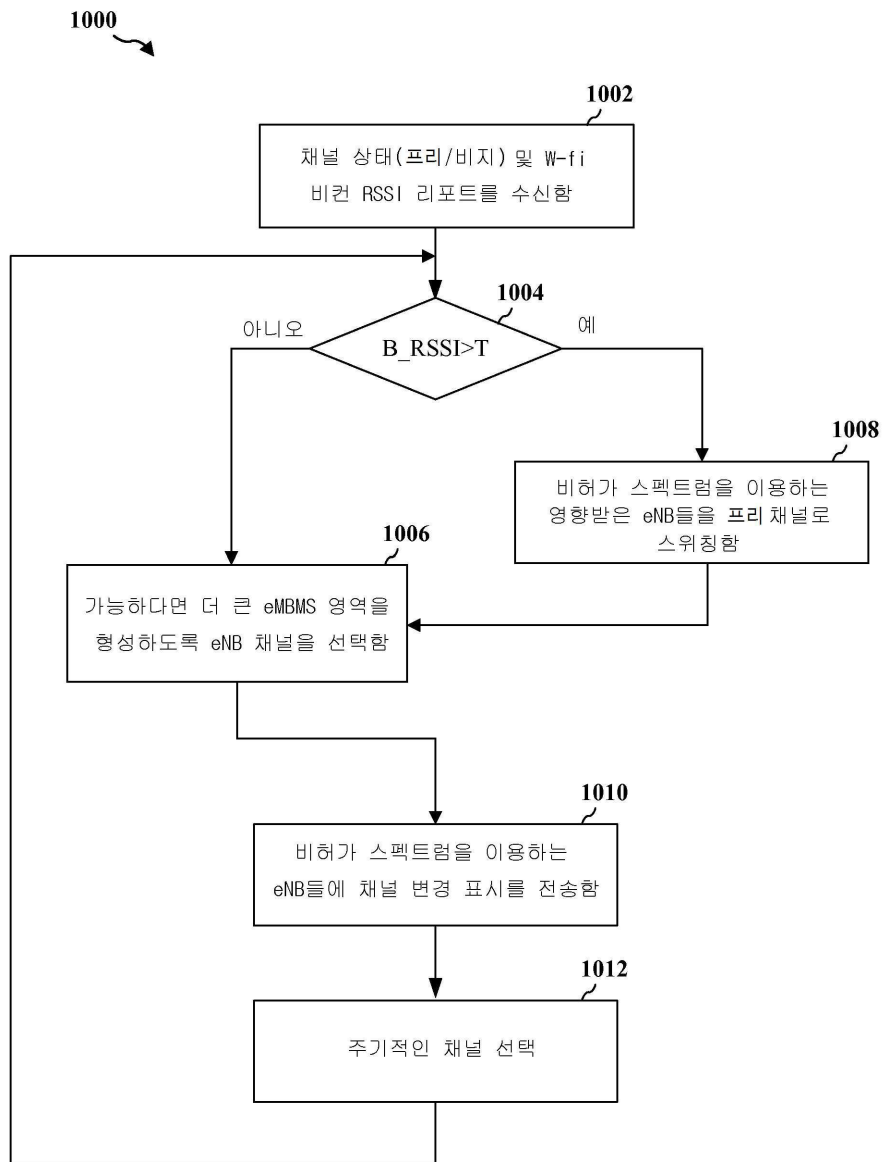 1000
1002
채널 상태(프리/비지) 및 W-fi
비컨 RSSI 리포트를 수신함
1004
아니오
예
B_RSSI>T
1008
비허가 스펙트럼을 이용하는
영향받은 eNB들을 프리 채널로
스위칭함
1006
가능하다면 더 큰 eMBMS 영역을
형성하도록 eNB 채널을 선택함
1010
비허가 스펙트럼을 이용하는
eNB들에 채널 변경 표시를 전송함
1012
주기적인 채널 선택